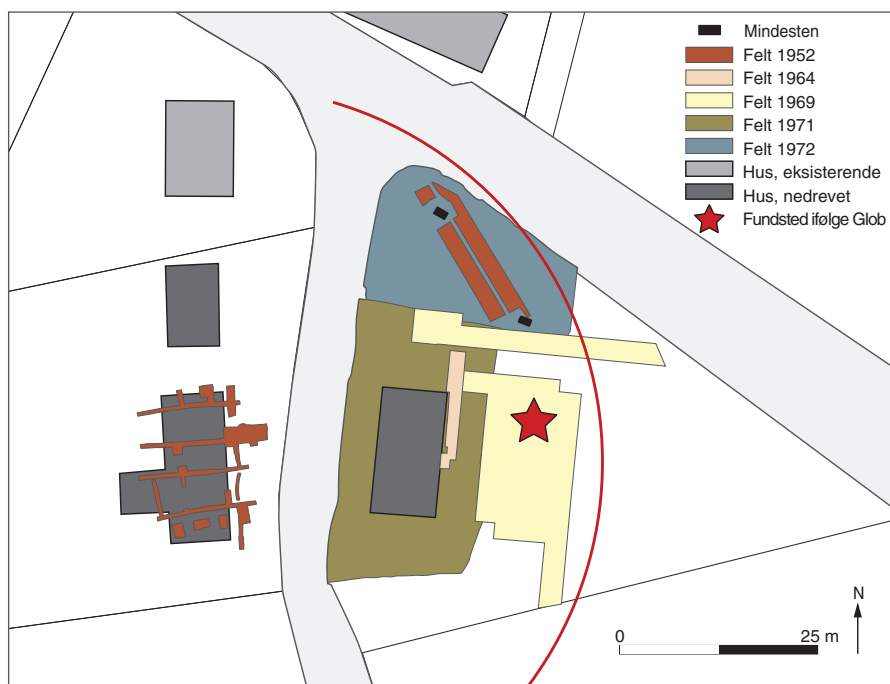 Mindesten
Felt 1952
Felt 1964
Felt 1969
Felt 1971
Felt 1972
Hus, eksisterende
Hus, nedrevet
Fundsted ifølge Glob
N
0 25 m